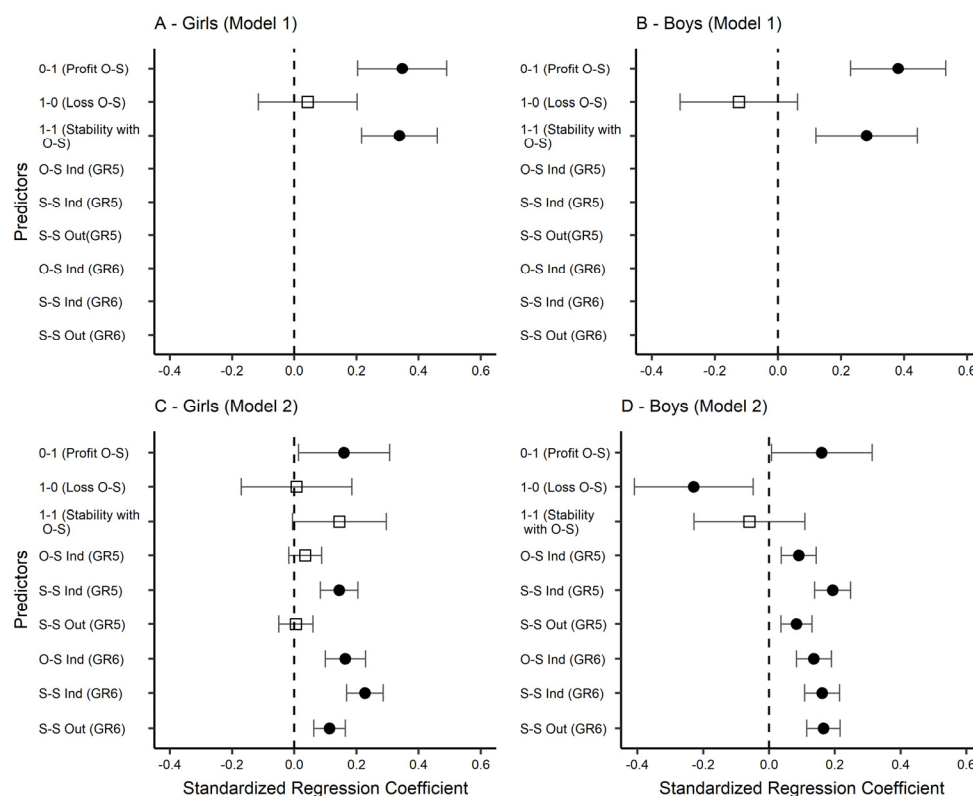 A - Girls (Model 1)
Predictors
0-1 (Profit O-S)
1-0 (Loss O-S)
1-1 (Stability with
O-S)
O-S Ind (GR5)
S-S Ind (GR5)
S-S Out(GR5)
O-S Ind (GR6)
S-S Ind (GR6)
S-S Out (GR6)
-0.4 -0.2 0.0 0.2 0.4 0.6
B - Boys (Model 1)
0-1 (Profit O-S)
1-0 (Loss O-S)
1-1 (Stability with
O-S)
O-S Ind (GR5)
S-S Ind (GR5)
S-S Out(GR5)
O-S Ind (GR6)
S-S Ind (GR6)
S-S Out (GR6)
-0.4 -0.2 0.0 0.2 0.4 0.6
C - Girls (Model 2)
Predictors
0-1 (Profit O-S)
1-0 (Loss O-S)
1-1 (Stability with
O-S)
O-S Ind (GR5)
S-S Ind (GR5)
S-S Out (GR5)
O-S Ind (GR6)
S-S Ind (GR6)
S-S Out (GR6)
-0.4 -0.2 0.0 0.2 0.4 0.6
Standardized Regression Coefficient
D - Boys (Model 2)
0-1 (Profit O-S)
1-0 (Loss O-S)
1-1 (Stability
with O-S)
O-S Ind (GR5)
S-S Ind (GR5)
S-S Out (GR5)
O-S Ind (GR6)
S-S Ind (GR6)
S-S Out (GR6)
-0.4 -0.2 0.0 0.2 0.4 0.6
Standardized Regression Coefficient